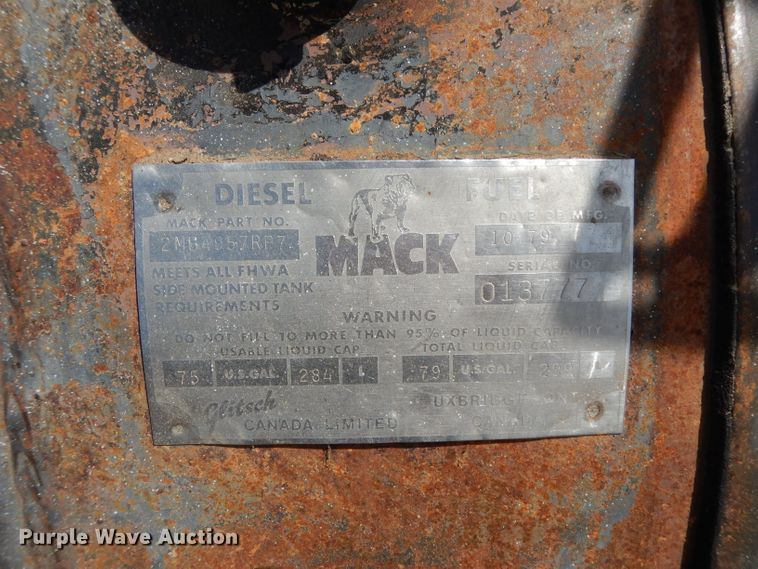 DIESEL FUEL
MACK PART NO. DATE OF MFG.
10 79
MACK
MEETS ALL FHWA SERIAL NO.
SIDE MOUNTED TANK 013777
REQUIREMENTS
WARNING
DO NOT FILL TO MORE THAN 95% OF LIQUID CAPACITY
USABLE LIQUID CAP. TOTAL LIQUID CAP.
75 U.S. GAL. 284 L 79 U.S. GAL.
Glitsch UXBRIDGE
CANADA LIMITED
Purple Wave Auction®